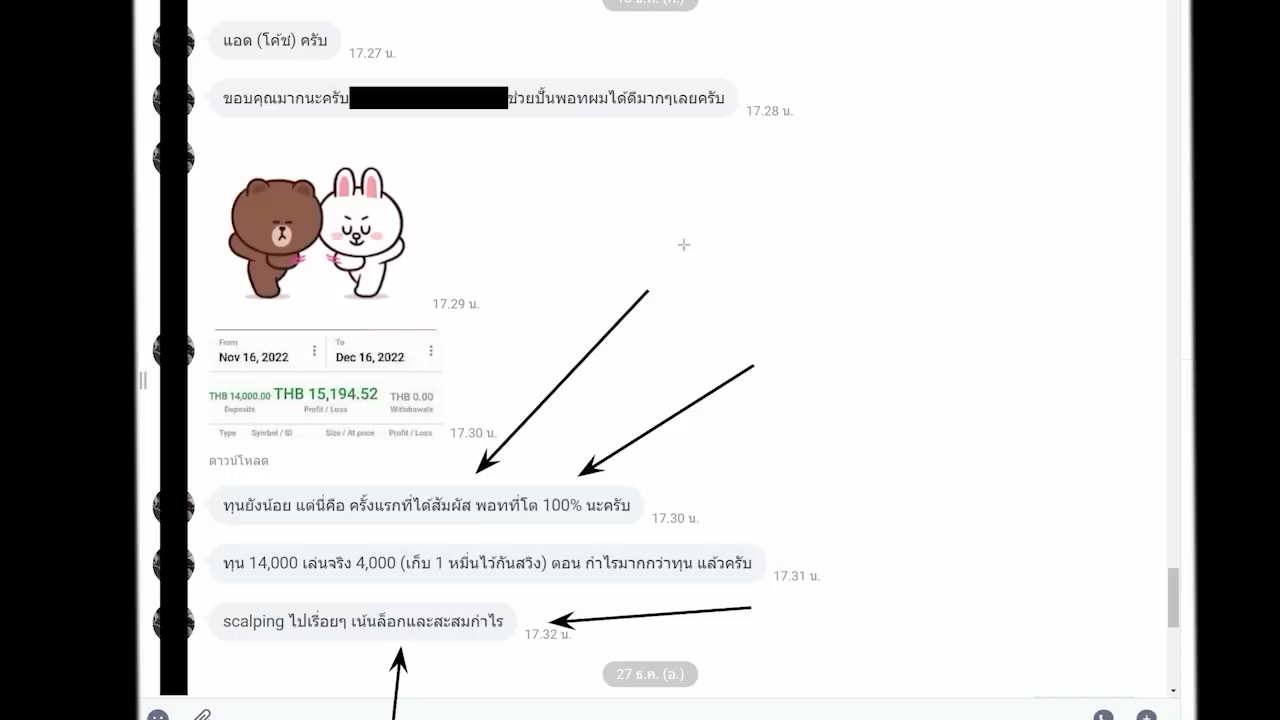 แอด (โค้ช) ครับ
17.27 น.
ขอบคุณมากนะครับ ช่วยปั้นพอทผมได้ดีมากๆเลยครับ
17.28 น.
17.29 น.
From To
Nov 16, 2022 Dec 16, 2022
THB 14,000.00 THB 15,194.52 THB 0.00
Deposits Profit / Loss Withdrawals
Type Symbol / ID Size / At price Profit / Loss
17.30 น.
ดาวน์โหลด
ทุนยังน้อย แต่นี่คือ ครั้งแรกที่ได้สัมผัส พอทที่โต 100% นะครับ
17.30 น.
ทุน 14,000 เล่นจริง 4,000 (เก็บ 1 หมื่นไว้กันสวิง) ตอน กำไรมากกว่าทุน แล้วครับ
17.31 น.
scalping ไปเรื่อยๆ เน้นล็อกและสะสมกำไร
17.32 น.
27 ธ.ค. (อ.)